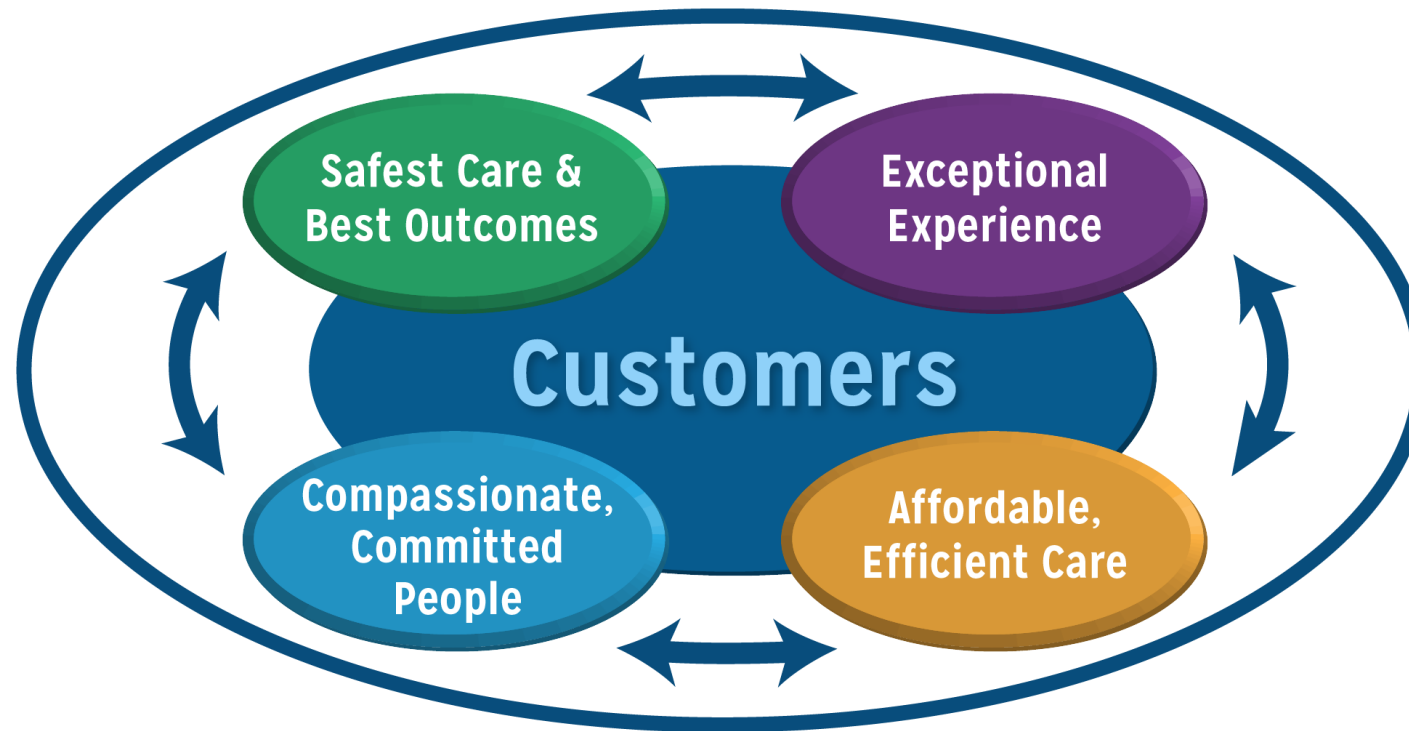 Safest Care &
Best Outcomes
Exceptional
Experience
Customers
Compassionate,
Committed
People
Affordable,
Efficient Care